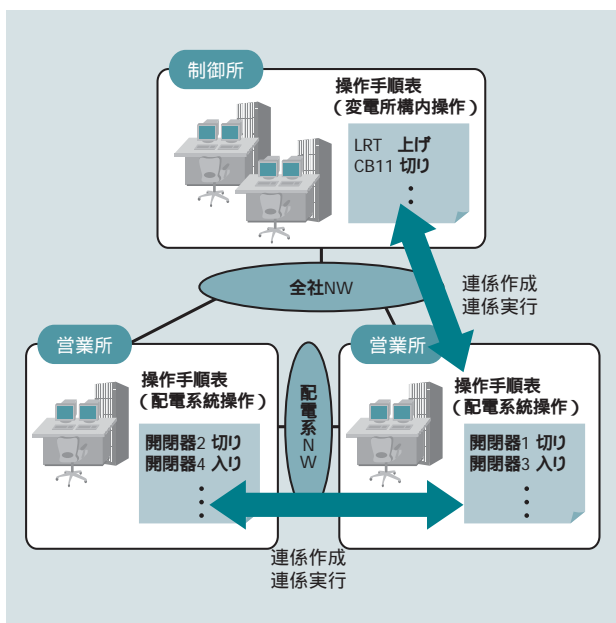 制御所
操作手順表
（変電所構内操作）
LRT 上げ
CB11 切り
⋮
全社NW
連係作成
連係実行
営業所
操作手順表
（配電系統操作）
開閉器2 切り
開閉器4 入り
⋮
配電系NW
営業所
操作手順表
（配電系統操作）
開閉器1 切り
開閉器3 入り
⋮
連係作成
連係実行